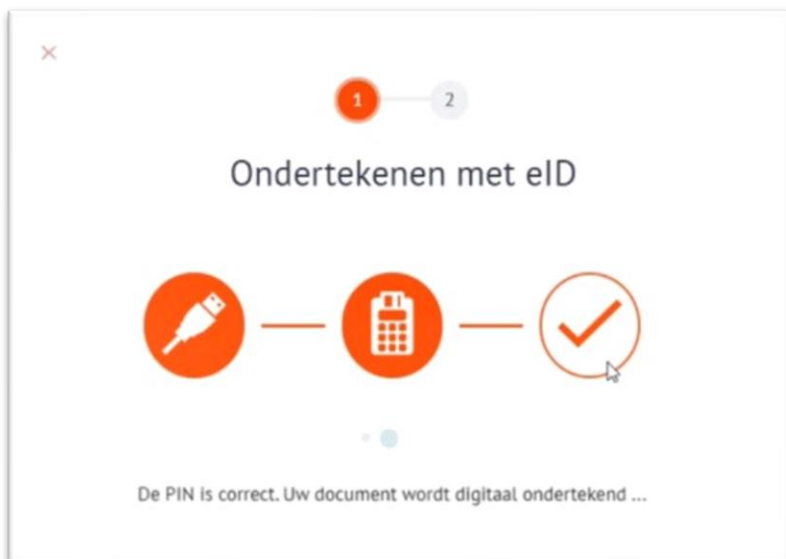 1 2
Ondertekenen met eID
De PIN is correct. Uw document wordt digitaal ondertekend ...